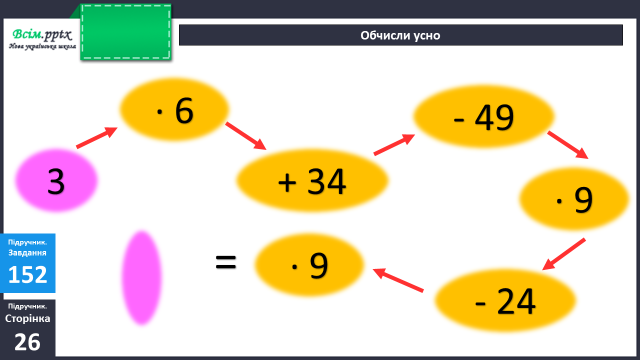 Всім.pptx
Нова українська школа
Обчисли усно
· 6
- 49
3
+ 34
· 9
Підручник.
Завдання
152
= · 9
- 24
Підручник.
Сторінка
26